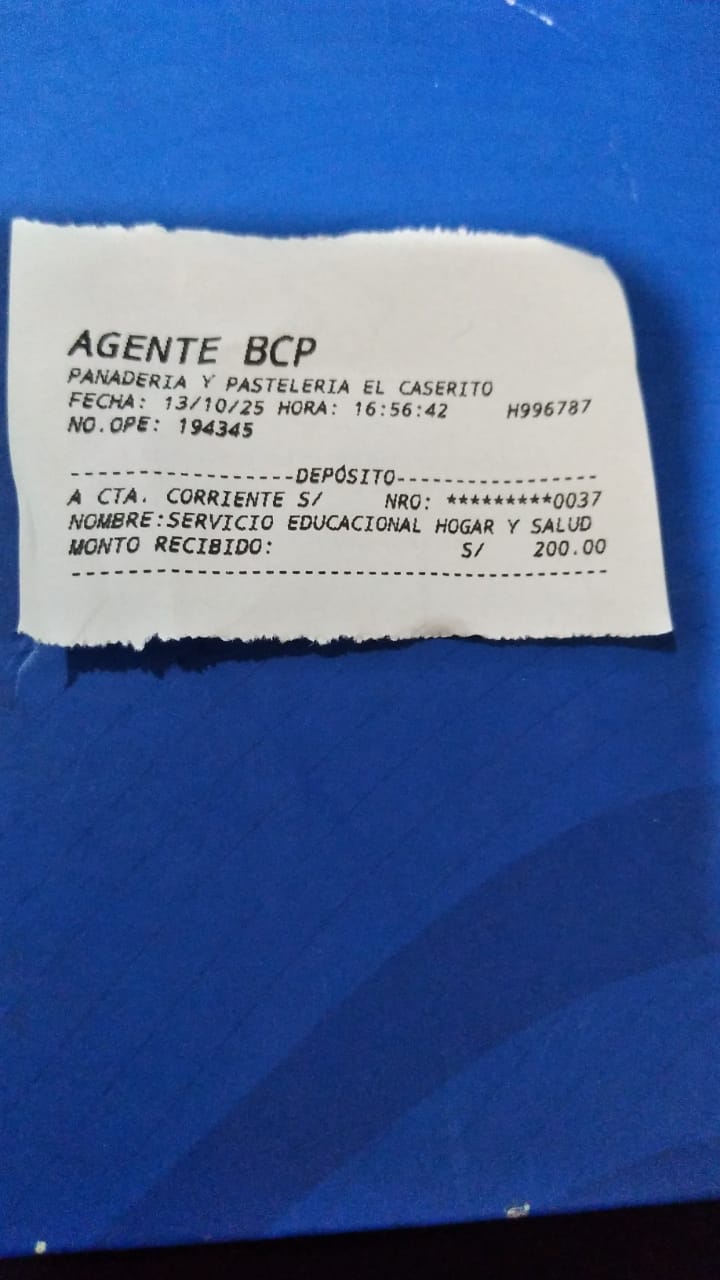 AGENTE BCP
PANADERIA Y PASTELERIA EL CASERITO
FECHA: 13/10/25 HORA: 16:56:42 H996787
NO.OPE: 194345
------------------DEPÓSITO-----------------
A CTA. CORRIENTE S/ NRO: *********0037
NOMBRE:SERVICIO EDUCACIONAL HOGAR Y SALUD
MONTO RECIBIDO: S/ 200.00
--------------------------------------------